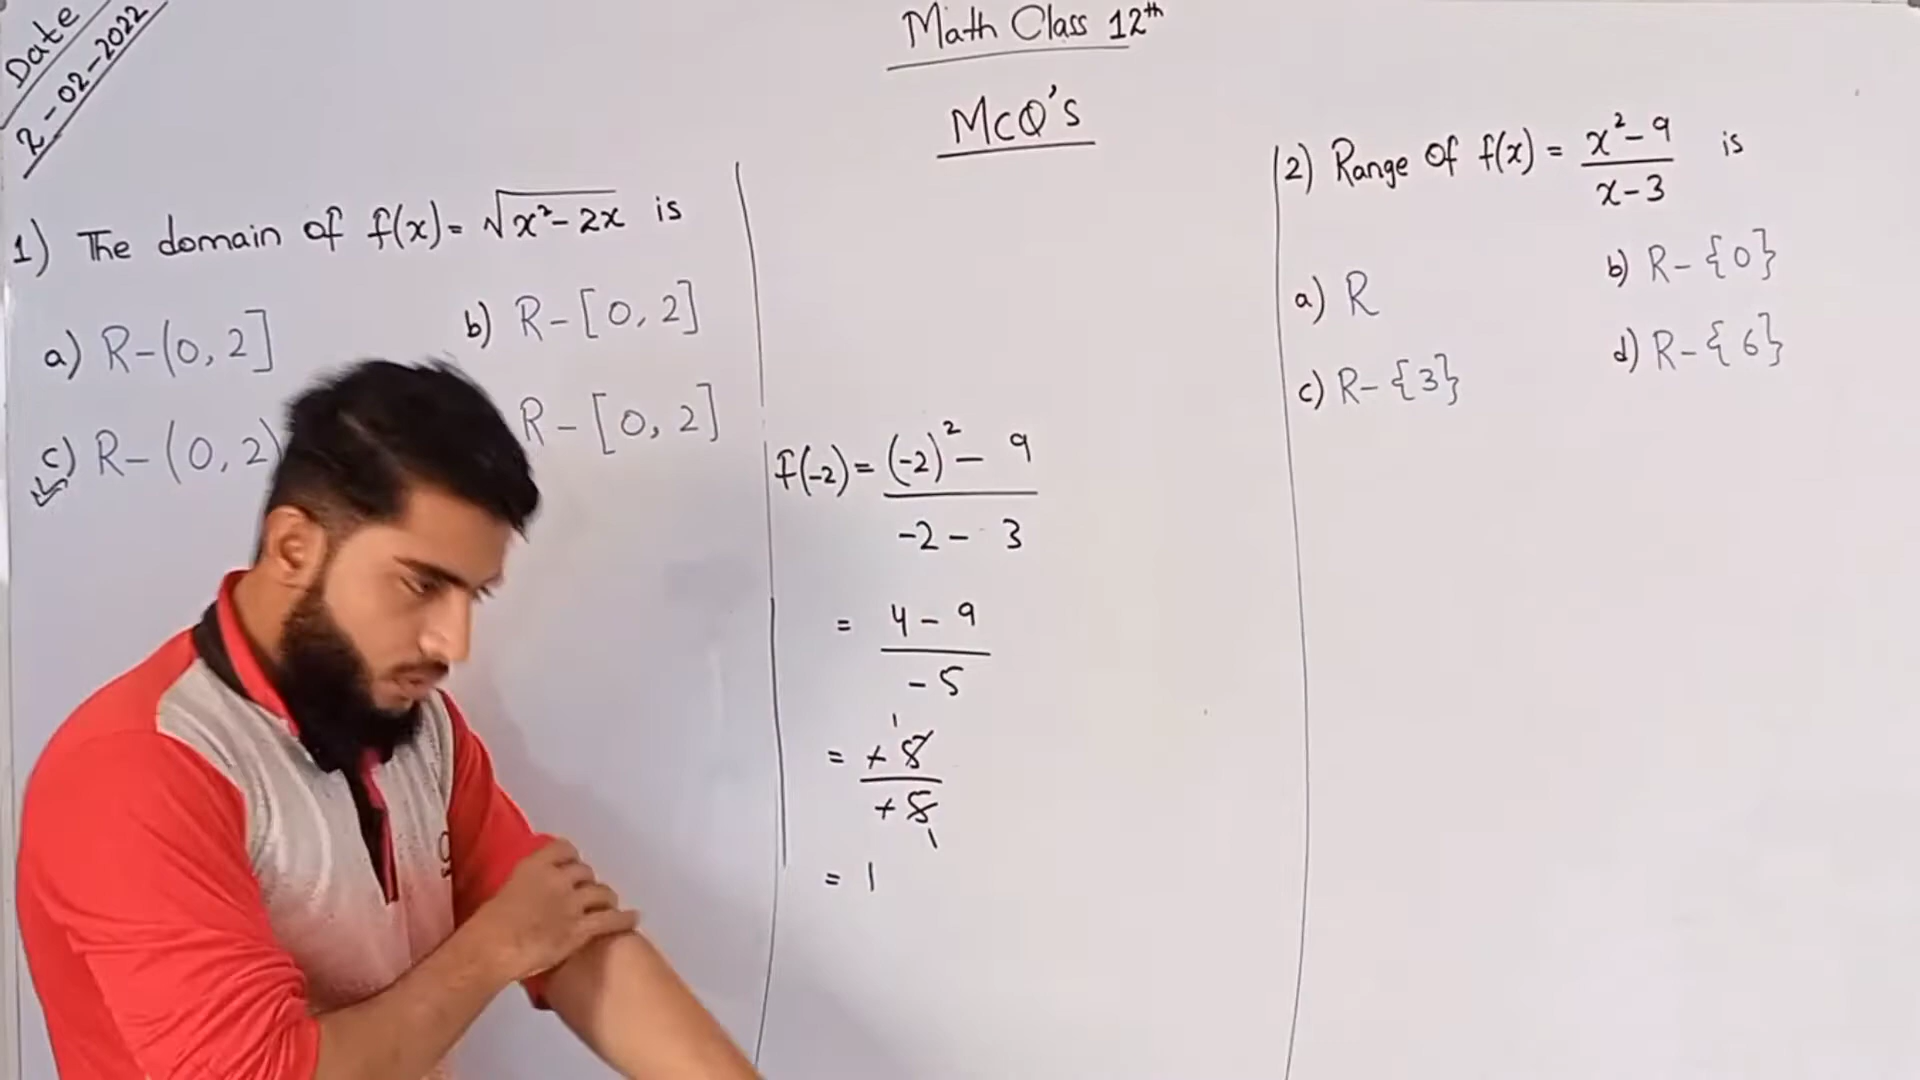 Date
2-02-2022
Math Class 12th
MCQ's
1) The domain of f(x)= √x²-2x is
a) R-(0,2]
b) R-[0,2]
c) R-(0,2)
R-[0,2]
f(-2)= (-2)²- 9
-2- 3
= 4-9
-5
1
= +5
+5
1
= 1
2) Range of f(x)= x²-9 is
x-3
a) R
b) R-{0}
c) R-{3}
d) R-{6}